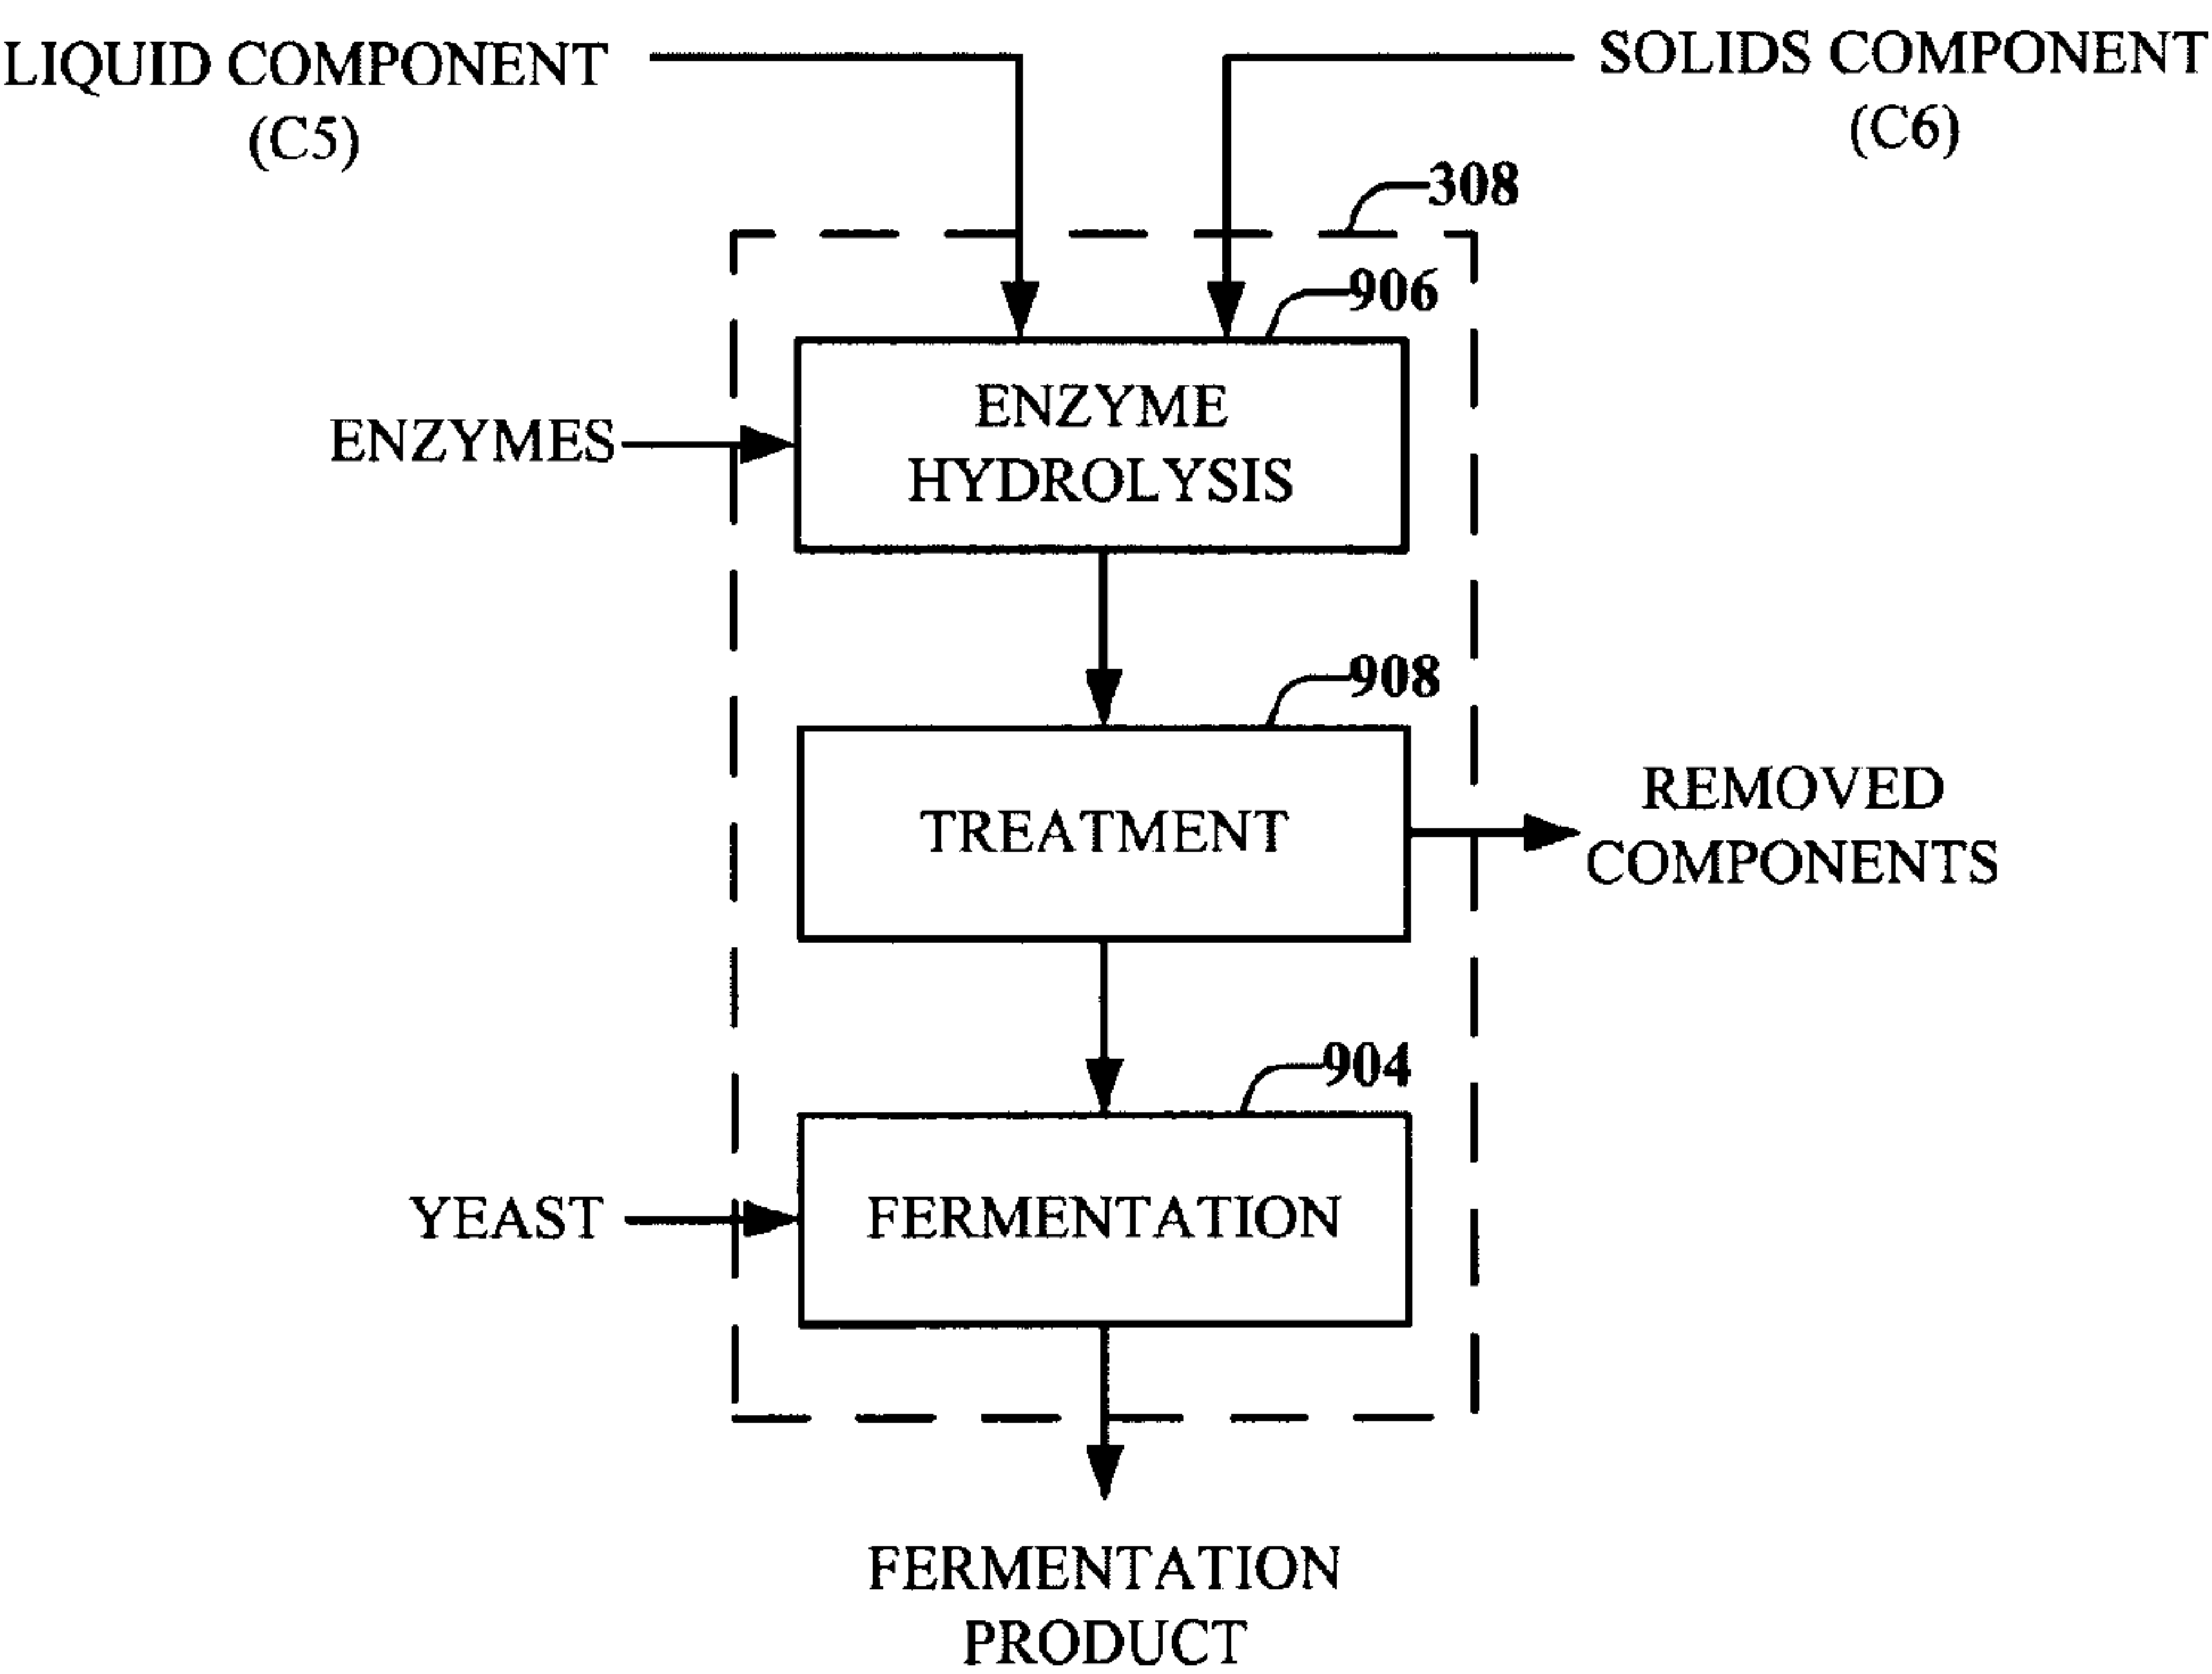 LIQUID COMPONENT
(C5)
SOLIDS COMPONENT
(C6)
308
906
ENZYMES
ENZYME
HYDROLYSIS
908
TREATMENT
REMOVED
COMPONENTS
904
YEAST
FERMENTATION
FERMENTATION
PRODUCT